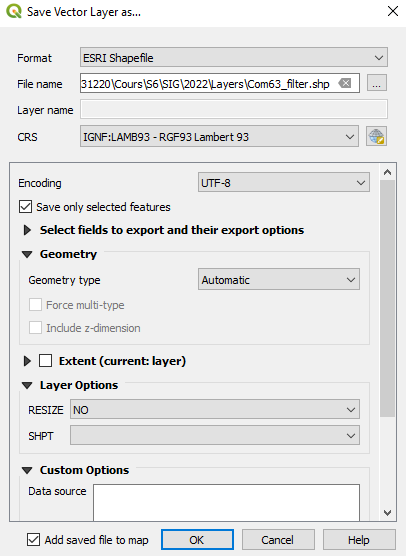 Save Vector Layer as...
Format ESRI Shapefile
File name 31220\Cours\S6\SIG\2022\Layers\Com63_filter.shp ...
Layer name
CRS IGNF:LAMB93 - RGF93 Lambert 93
Encoding UTF-8
Save only selected features
Select fields to export and their export options
Geometry
Geometry type Automatic
Force multi-type
Include z-dimension
Extent (current: layer)
Layer Options
RESIZE NO
SHPT
Custom Options
Data source
Add saved file to map OK Cancel Help